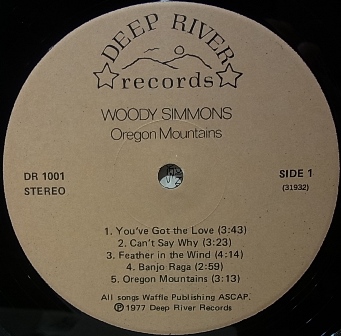 DEEP RIVER
records
WOODY SIMMONS
Oregon Mountains
DR 1001
STEREO
SIDE 1
(31932)
1. You've Got the Love (3:43)
2. Can't Say Why (3:23)
3. Feather in the Wind (4:14)
4. Banjo Raga (2:59)
5. Oregon Mountains (3:13)
All songs Waffle Publishing ASCAP.
℗ 1977 Deep River Records